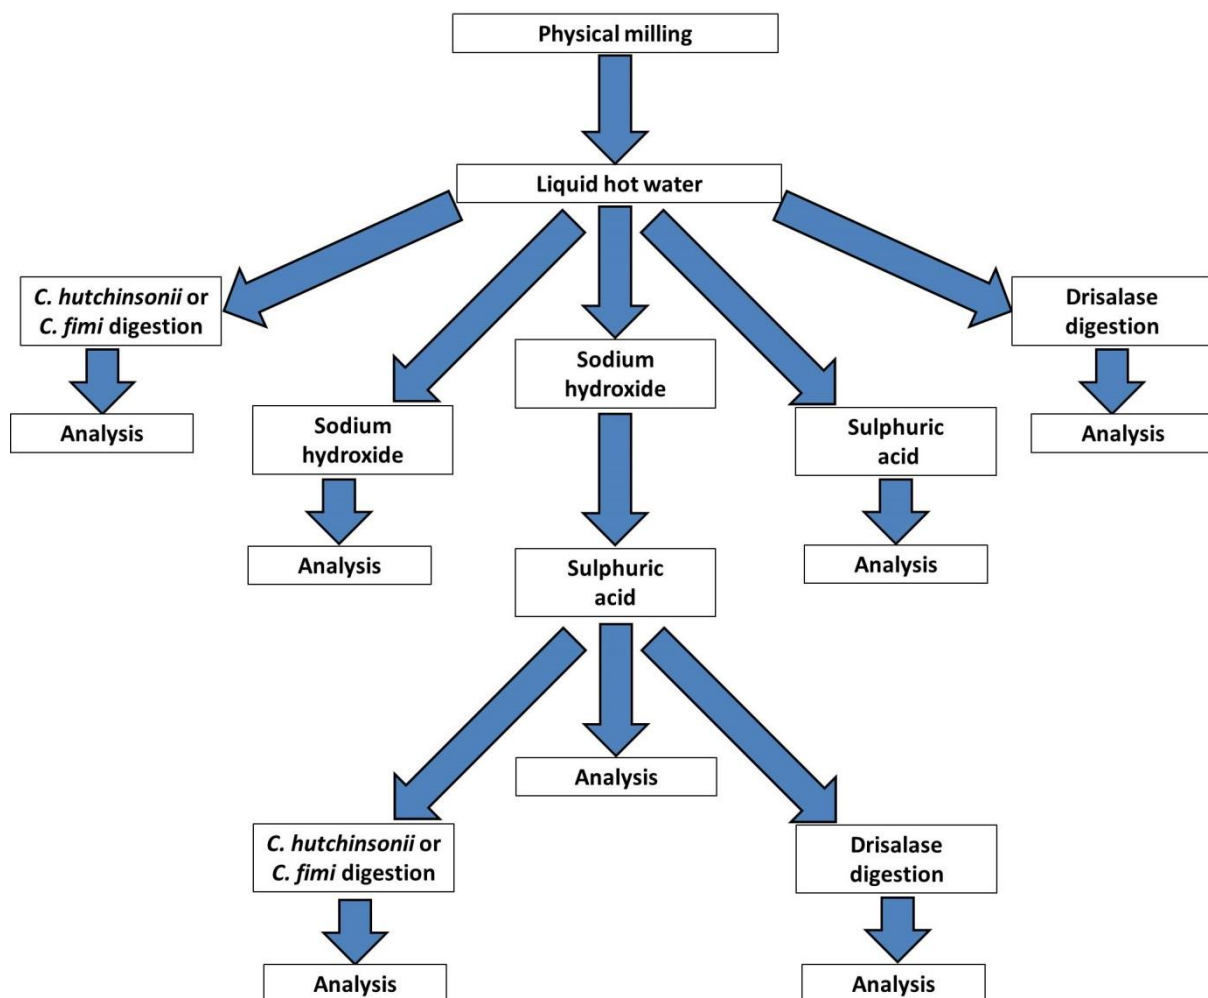 Physical milling
Liquid hot water
C. hutchinsonii or
C. fimi digestion
Drisalase
digestion
Sodium
hydroxide
Analysis
Sodium
hydroxide
Sulphuric
acid
Analysis
Analysis
Analysis
Sulphuric
acid
Analysis
Analysis
C. hutchinsonii or
C. fimi digestion
Drisalase
digestion
Analysis
Analysis